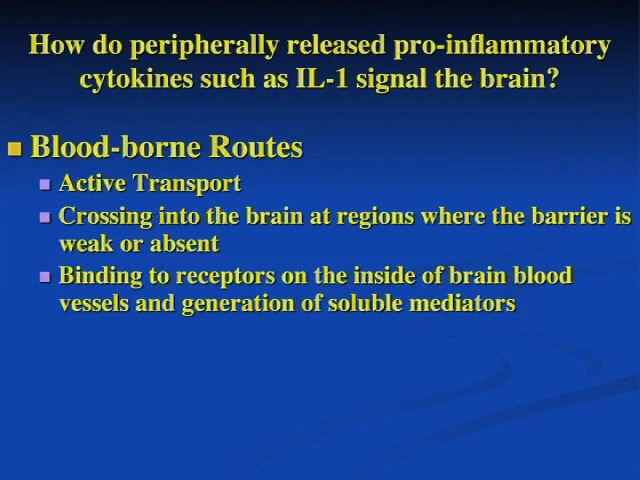 How do peripherally released pro-inflammatory
cytokines such as IL-1 signal the brain?
Blood-borne Routes
Active Transport
Crossing into the brain at regions where the barrier is
weak or absent
Binding to receptors on the inside of brain blood
vessels and generation of soluble mediators